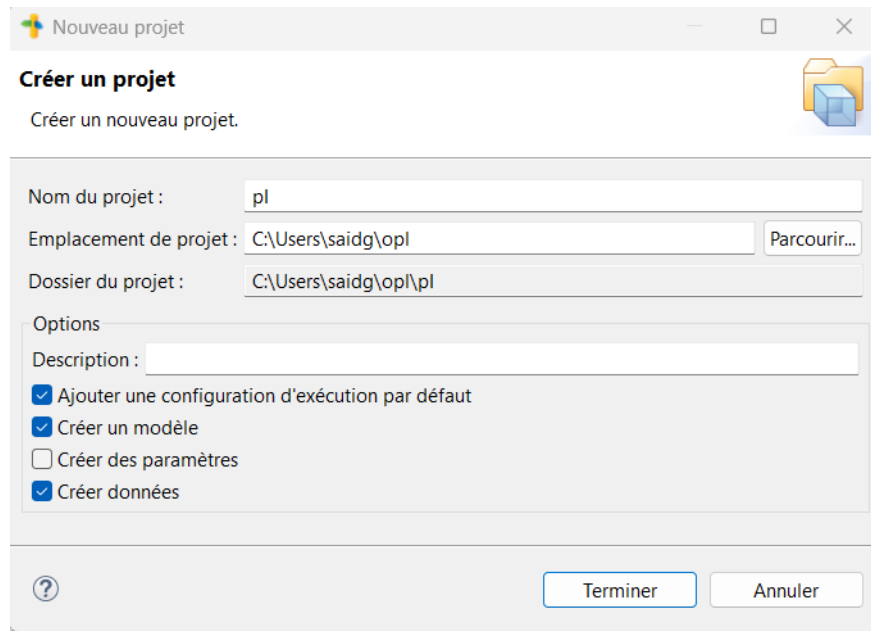 Nouveau projet
Créer un projet
Créer un nouveau projet.
Nom du projet : pl
Emplacement de projet : C:\Users\saidg\opl Parcourir...
Dossier du projet : C:\Users\saidg\opl\pl
Options
Description :
Ajouter une configuration d'exécution par défaut
Créer un modèle
Créer des paramètres
Créer données
? Terminer Annuler